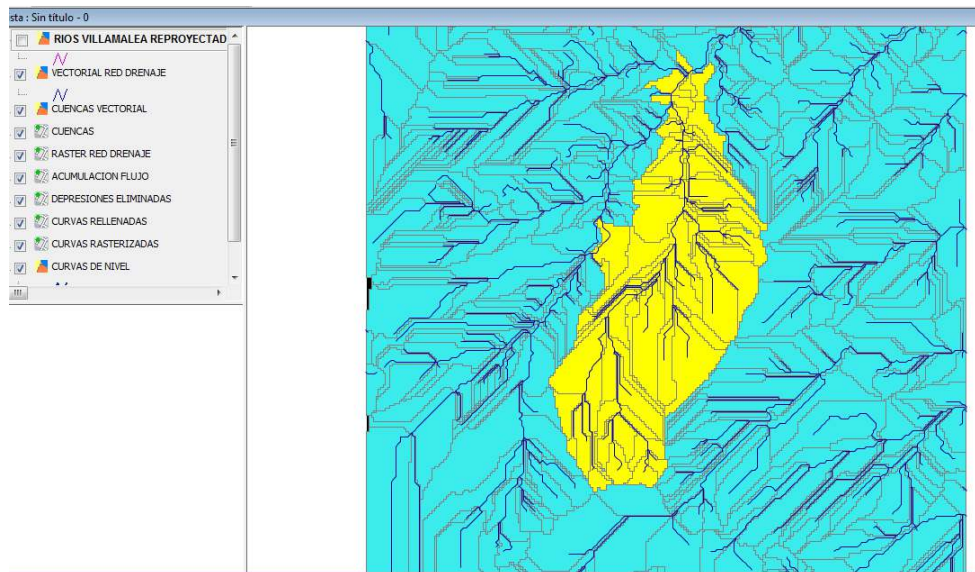 sta : Sin título - 0
RIOS VILLAMALEA REPROYECTAD
VECTORIAL RED DRENAJE
CUENCAS VECTORIAL
CUENCAS
RASTER RED DRENAJE
ACUMULACION FLUJO
DEPRESIONES ELIMINADAS
CURVAS RELLENADAS
CURVAS RASTERIZADAS
CURVAS DE NIVEL